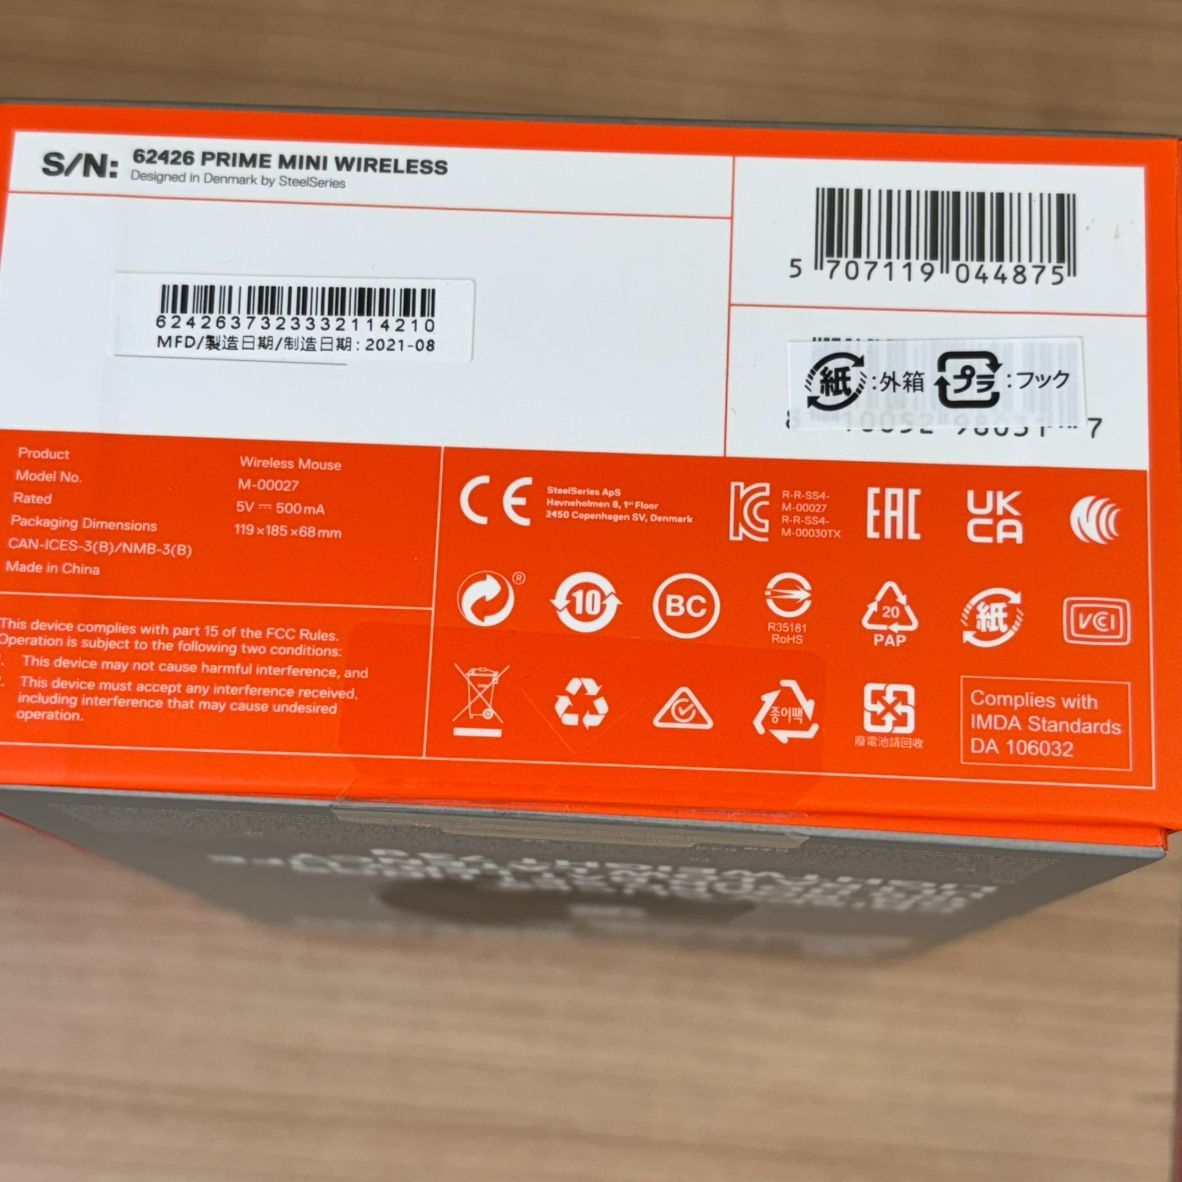 S/N: 62426 PRIME MINI WIRELESS
Designed in Denmark by SteelSeries
62426373233332114210
MFD/製造日期/制造日期: 2021-08
5 707119 044875
紙:外箱 プラ:フック
7
Product Wireless Mouse
Model No. M-00027
Rated 5V ⎓ 500mA
Packaging Dimensions 119×185×68mm
CAN-ICES-3(B)/NMB-3(B)
Made in China
This device complies with part 15 of the FCC Rules.
Operation is subject to the following two conditions:
This device may not cause harmful interference, and
This device must accept any interference received,
including interference that may cause undesired
operation.
CE
SteelSeries ApS
Havneholmen 8, 1st Floor
2450 Copenhagen SV, Denmark
R-R-SS4-
M-00027
R-R-SS4-
M-00030TX
EAC
UK
CA
®
10
BC
R35181
RoHS
20
PAP
紙
VCI
종이팩
廢電池請回收
Complies with
IMDA Standards
DA 106032